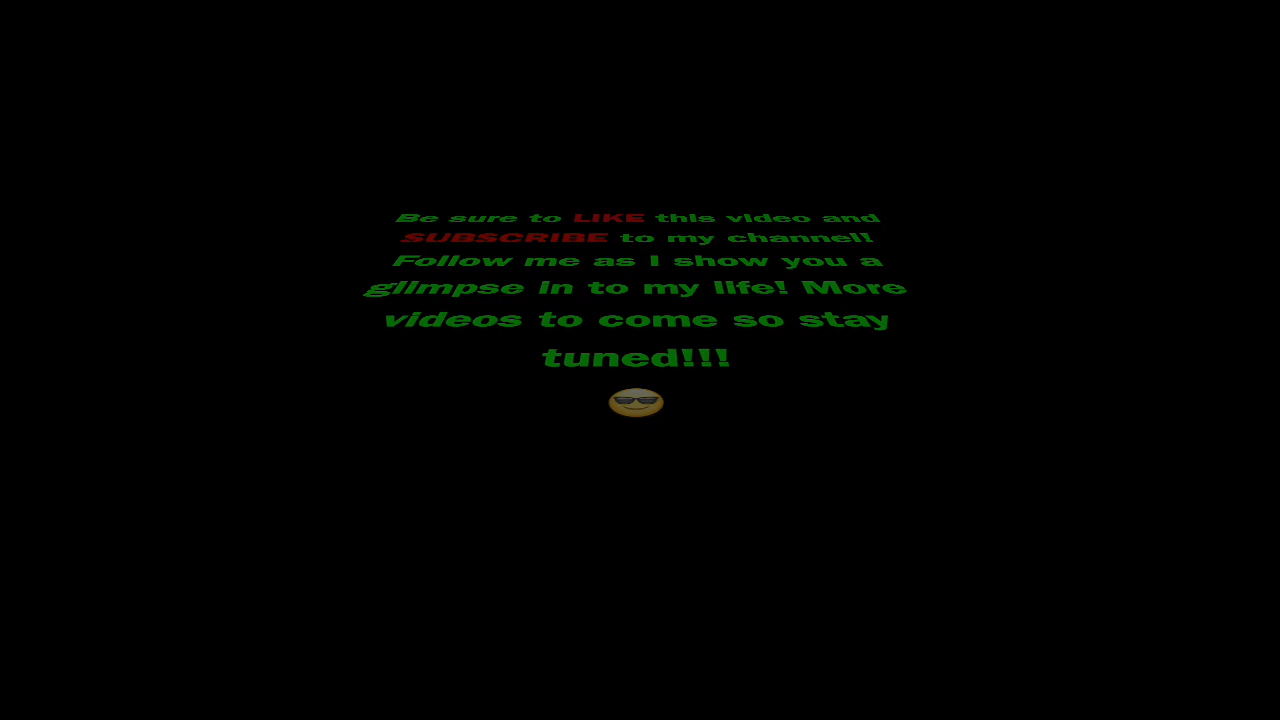 Be sure to LIKE this video and
SUBSCRIBE to my channel!
Follow me as I show you a
glimpse in to my life! More
videos to come so stay
tuned!!!